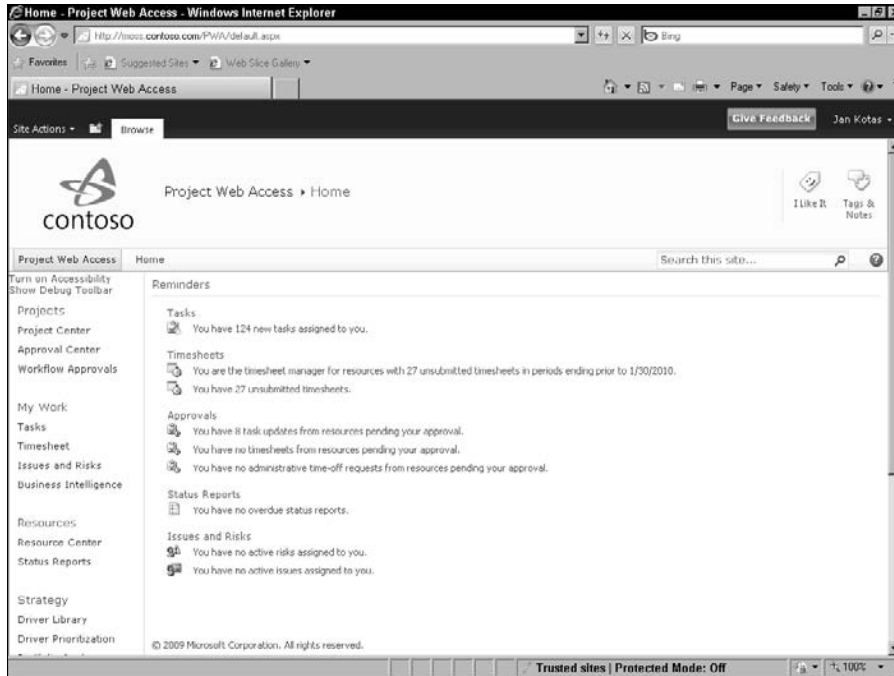 Home - Project Web Access - Windows Internet Explorer
http://moss.contoso.com/PWA/default.aspx
Bing
Favorites Suggested Sites Web Slice Gallery
Home - Project Web Access
Page Safety Tools
Site Actions Browse
Give Feedback Jan Kotas
contoso
Project Web Access Home
I Like It
Tags & Notes
Project Web Access Home
Search this site...
Turn on Accessibility
Show Debug Toolbar
Projects
Project Center
Approval Center
Workflow Approvals
My Work
Tasks
Timesheet
Issues and Risks
Business Intelligence
Resources
Resource Center
Status Reports
Strategy
Driver Library
Driver Prioritization
Reminders
Tasks
You have 124 new tasks assigned to you.
Timesheets
You are the timesheet manager for resources with 27 unsubmitted timesheets in periods ending prior to 1/30/2010.
You have 27 unsubmitted timesheets.
Approvals
You have 8 task updates from resources pending your approval.
You have no timesheets from resources pending your approval.
You have no administrative time-off requests from resources pending your approval.
Status Reports
You have no overdue status reports.
Issues and Risks
You have no active risks assigned to you.
You have no active issues assigned to you.
© 2009 Microsoft Corporation. All rights reserved.
Trusted sites | Protected Mode: Off
100%